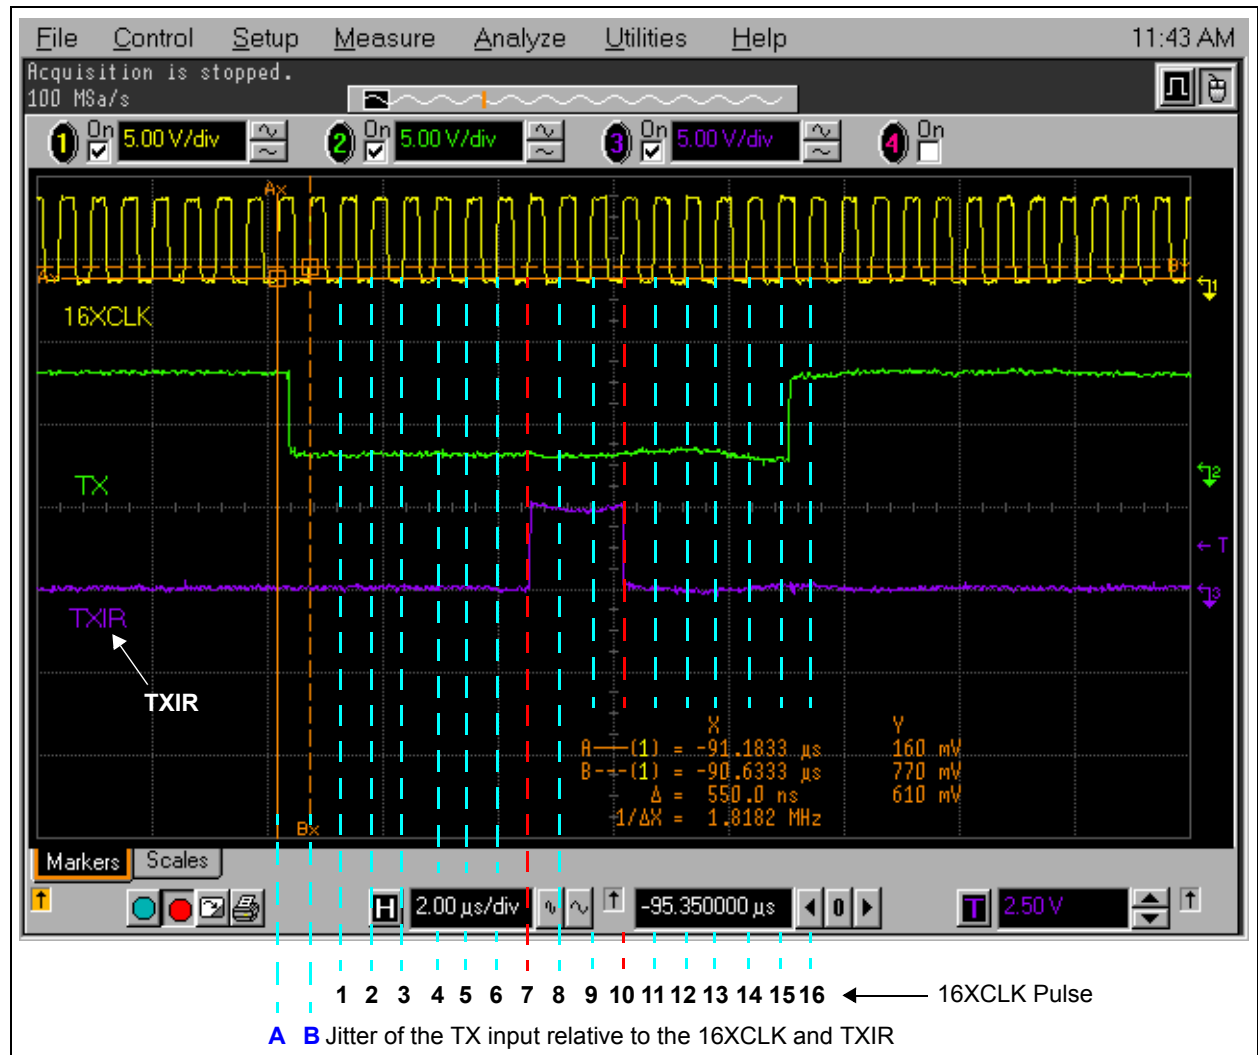 File Control Setup Measure Analyze Utilities Help 11:43 AM
Acquisition is stopped.
100 MSa/s
1 On 5.00 V/div 2 On 5.00 V/div 3 On 5.00 V/div 4 On
Ax
Ax
B
1
16XCLK
2
TX
T
3
TXIR
TXIR
X Y
A——(1) = -91.1833 µs 160 mV
B---(1) = -90.6333 µs 770 mV
Δ = 550.0 ns 610 mV
1/ΔX = 1.8182 MHz
Bx
Markers Scales
H 2.00 µs/div -95.350000 µs 0 T 2.50 V
1 2 3 4 5 6 7 8 9 10 11 12 13 14 15 16 16XCLK Pulse
A B Jitter of the TX input relative to the 16XCLK and TXIR